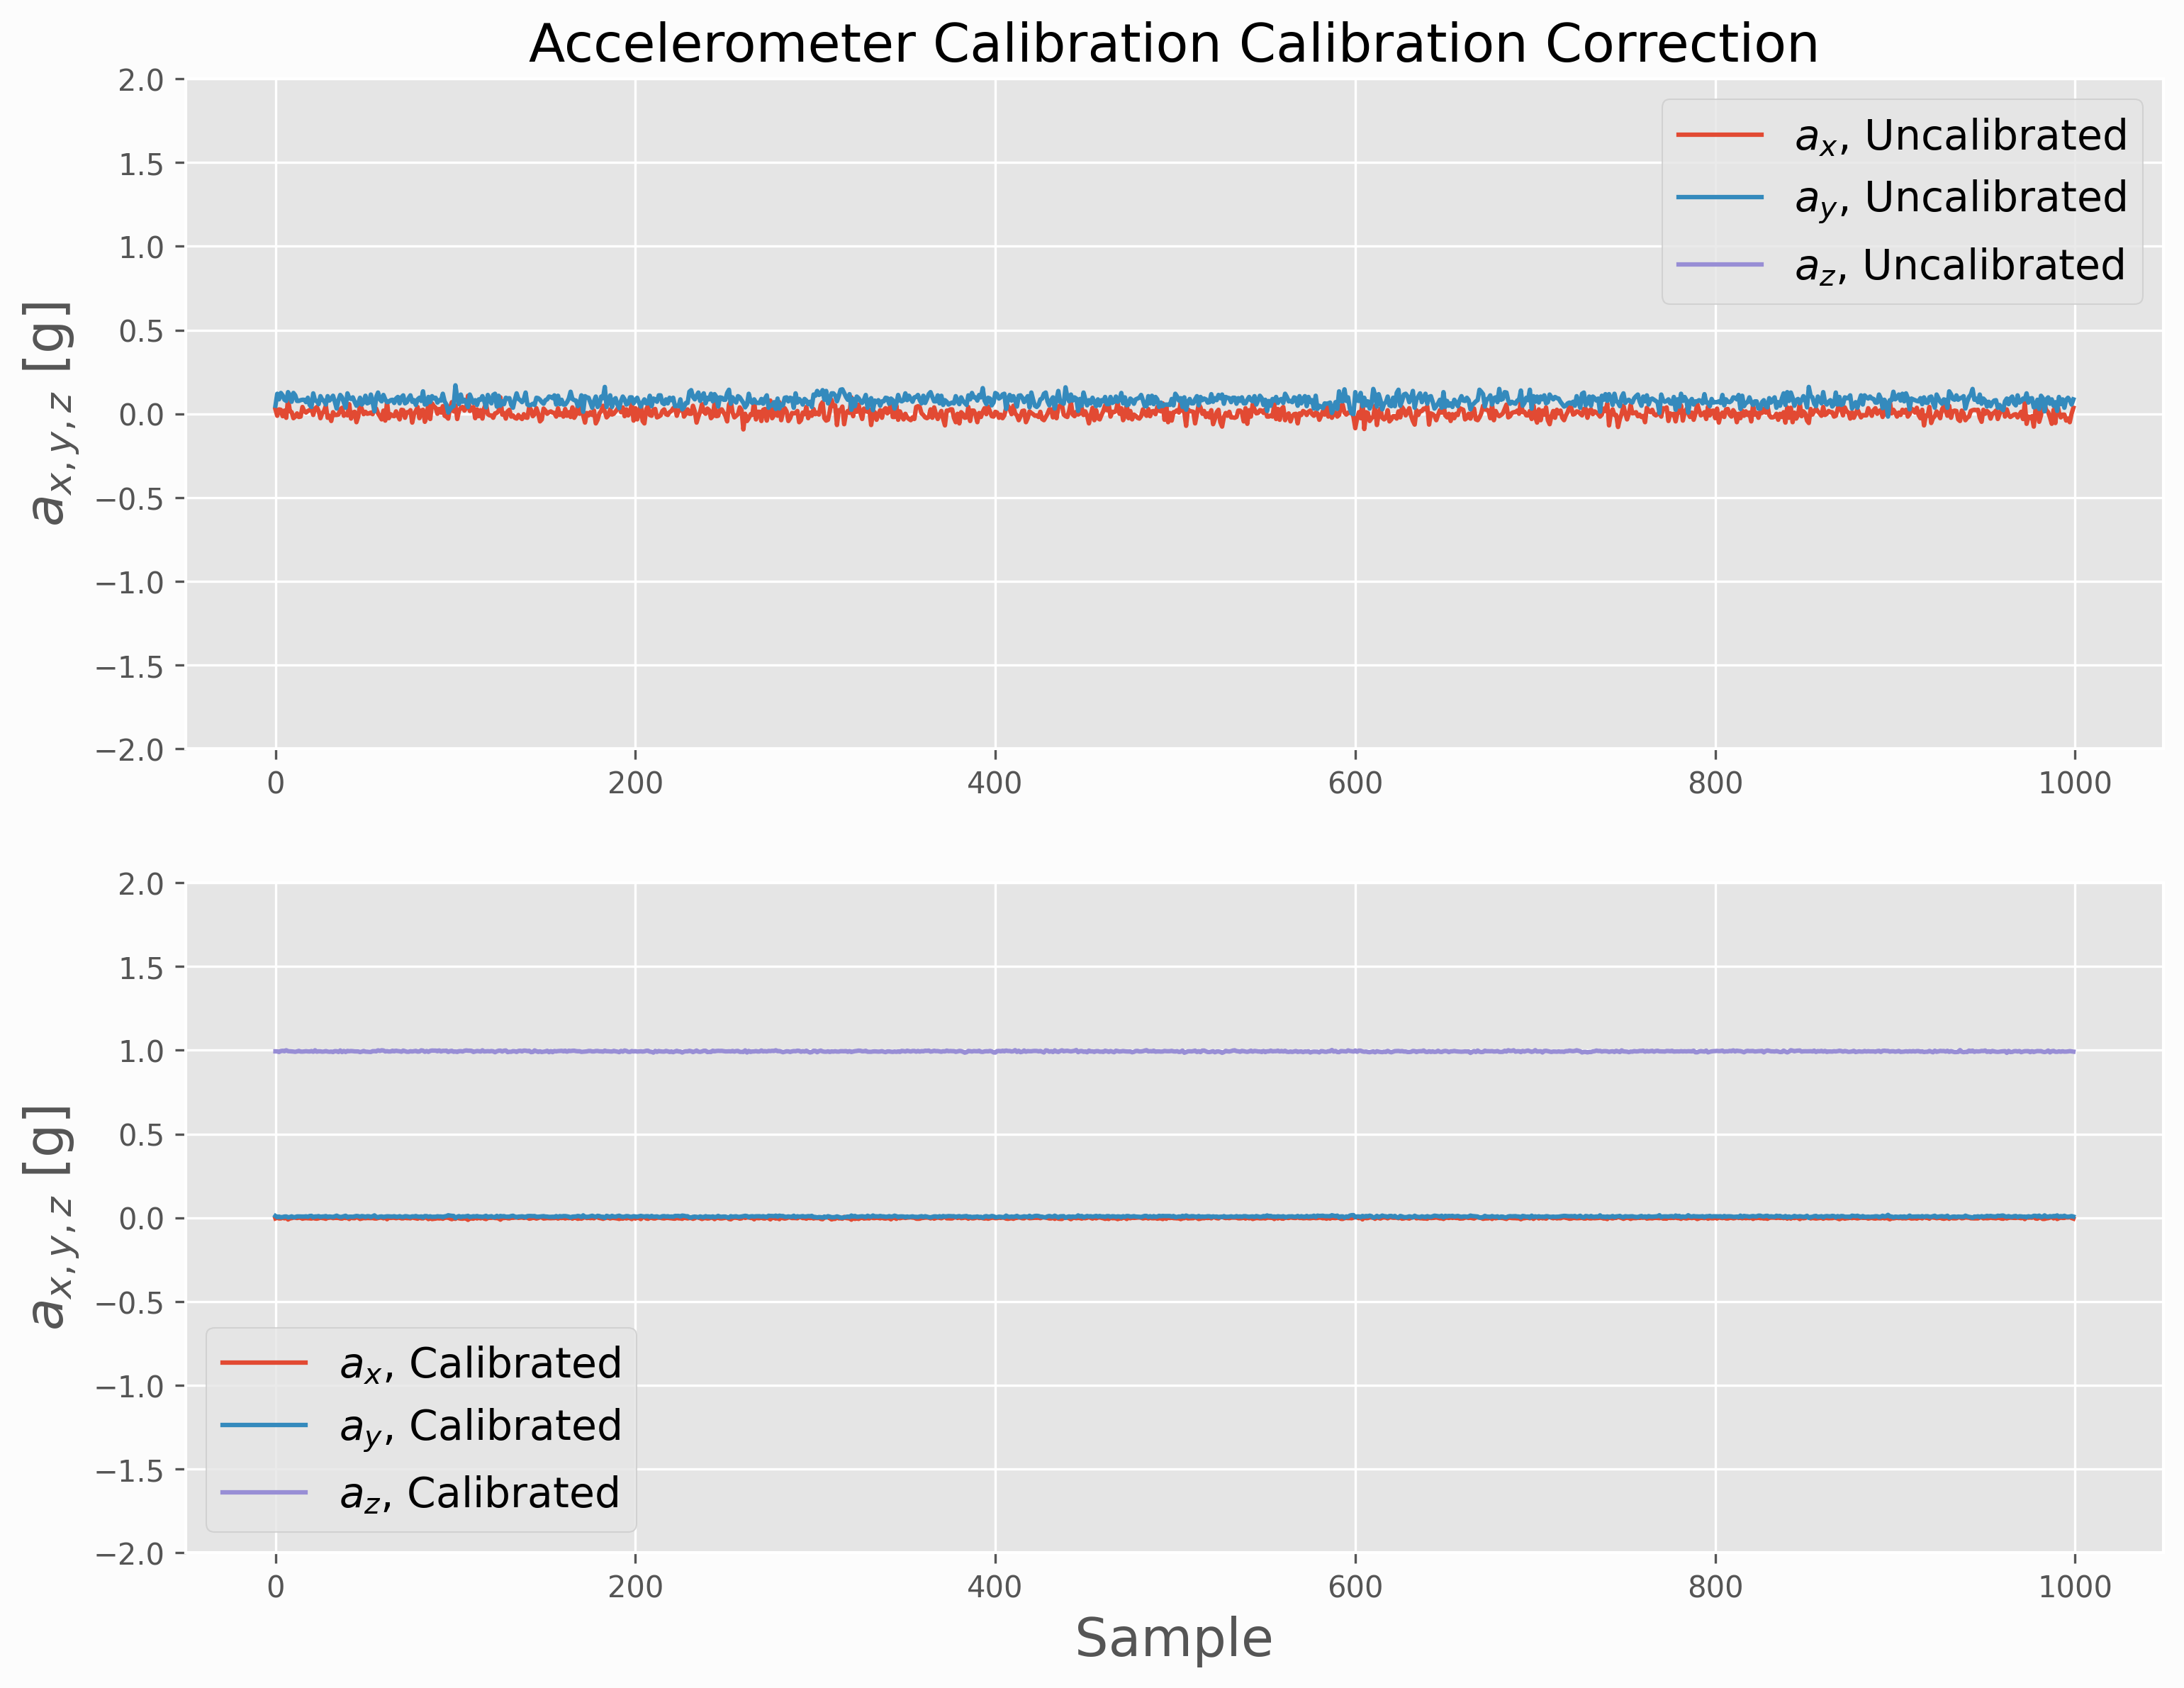 Accelerometer Calibration Calibration Correction
2.0
1.5
1.0
0.5
0.0
−0.5
−1.0
−1.5
−2.0
a_x,y,z [g]
a_x, Uncalibrated
a_y, Uncalibrated
a_z, Uncalibrated
0 200 400 600 800 1000
2.0
1.5
1.0
0.5
0.0
−0.5
−1.0
−1.5
−2.0
a_x,y,z [g]
a_x, Calibrated
a_y, Calibrated
a_z, Calibrated
0 200 400 600 800 1000
Sample